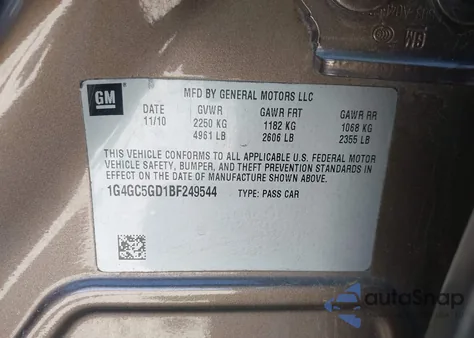 GM
MFD BY GENERAL MOTORS LLC
DATE GVWR GAWR FRT GAWR RR
11/10 2250 KG 1182 KG 1068 KG
4961 LB 2606 LB 2355 LB
THIS VEHICLE CONFORMS TO ALL APPLICABLE U.S. FEDERAL MOTOR
VEHICLE SAFETY, BUMPER, AND THEFT PREVENTION STANDARDS IN
EFFECT ON THE DATE OF MANUFACTURE SHOWN ABOVE.
1G4GC5GD1BF249544 TYPE: PASS CAR
autoSnap